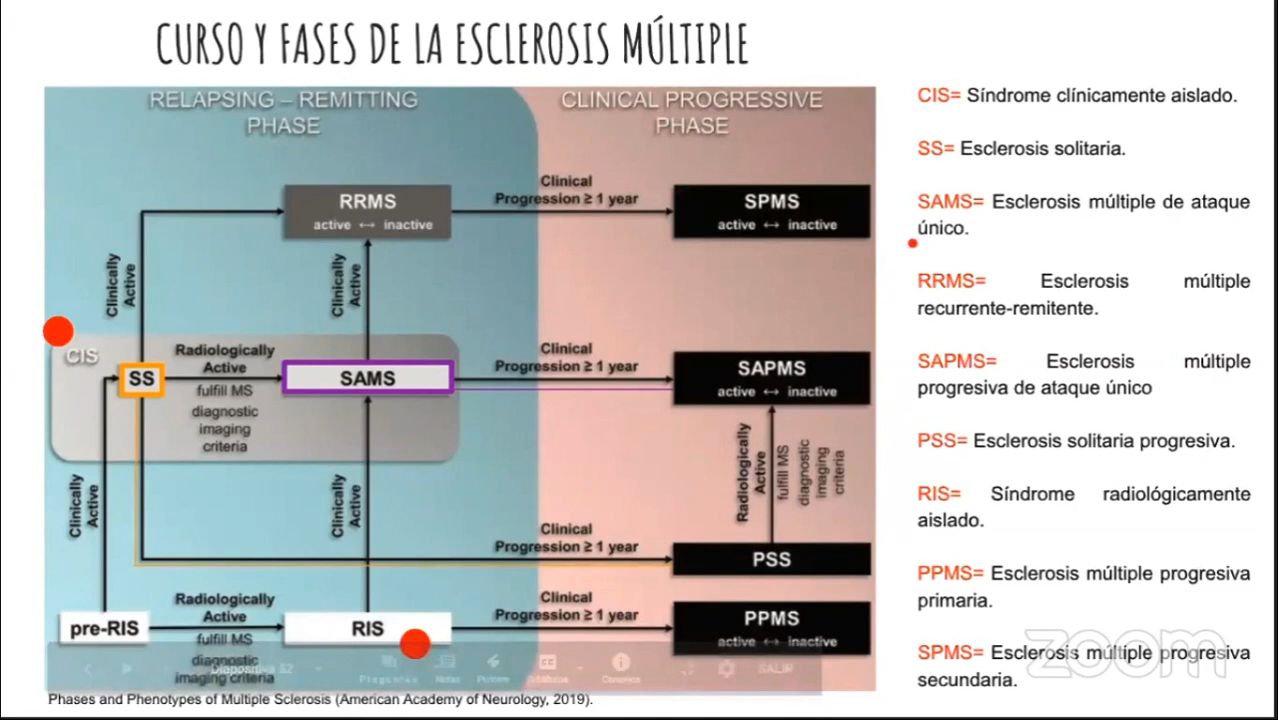 CURSO Y FASES DE LA ESCLEROSIS MÚLTIPLE
RELAPSING – REMITTING
PHASE
CLINICAL PROGRESSIVE
PHASE
RRMS
active ↔ inactive
Clinical
Progression ≥ 1 year
SPMS
active ↔ inactive
Clinically
Active
Clinically
Active
CIS
SS
Radiologically
Active
fulfill MS
diagnostic
imaging
criteria
SAMS
Clinical
Progression ≥ 1 year
SAPMS
active ↔ inactive
Clinically
Active
Clinically
Active
Radiologically
Active
fulfill MS
diagnostic
imaging
criteria
Clinical
Progression ≥ 1 year
PSS
pre-RIS
Radiologically
Active
fulfill MS
diagnostic
imaging criteria
RIS
Clinical
Progression ≥ 1 year
PPMS
active ↔ inactive
Diapositiva
Notas
SALIR
Phases and Phenotypes of Multiple Sclerosis (American Academy of Neurology, 2019).
CIS= Síndrome clínicamente aislado.
SS= Esclerosis solitaria.
SAMS= Esclerosis múltiple de ataque
único.
RRMS= Esclerosis múltiple
recurrente-remitente.
SAPMS= Esclerosis múltiple
progresiva de ataque único
PSS= Esclerosis solitaria progresiva.
RIS= Síndrome radiológicamente
aislado.
PPMS= Esclerosis múltiple progresiva
primaria.
SPMS= Esclerosis múltiple progresiva
secundaria.
zoom